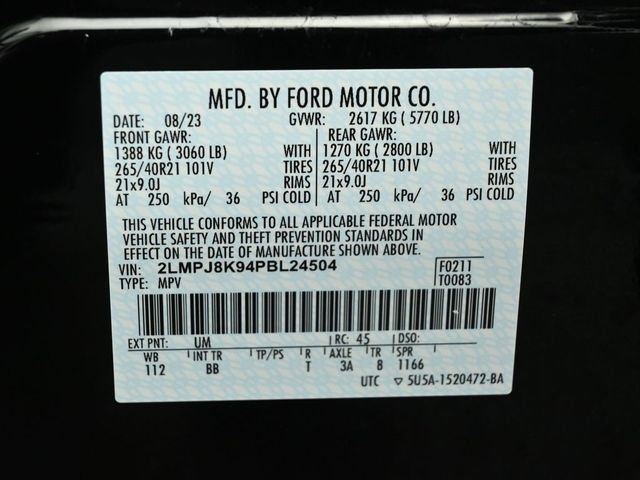 MFD. BY FORD MOTOR CO.
DATE: 08/23 GVWR: 2617 KG ( 5770 LB)
FRONT GAWR: REAR GAWR:
1388 KG ( 3060 LB) WITH 1270 KG ( 2800 LB) WITH
265/40R21 101V TIRES 265/40R21 101V TIRES
21x9.0J RIMS 21x9.0J RIMS
AT 250 kPa/ 36 PSI COLD AT 250 kPa/ 36 PSI COLD
THIS VEHICLE CONFORMS TO ALL APPLICABLE FEDERAL MOTOR
VEHICLE SAFETY AND THEFT PREVENTION STANDARDS IN
EFFECT ON THE DATE OF MANUFACTURE SHOWN ABOVE.
VIN: 2LMPJ8K94PBL24504 F0211
TYPE: MPV T0083
EXT PNT: UM RC: 45 DSO:
WB INT TR TP/PS R AXLE TR SPR
112 BB T 3A 8 1166
UTC ▽ 5U5A-1520472-BA